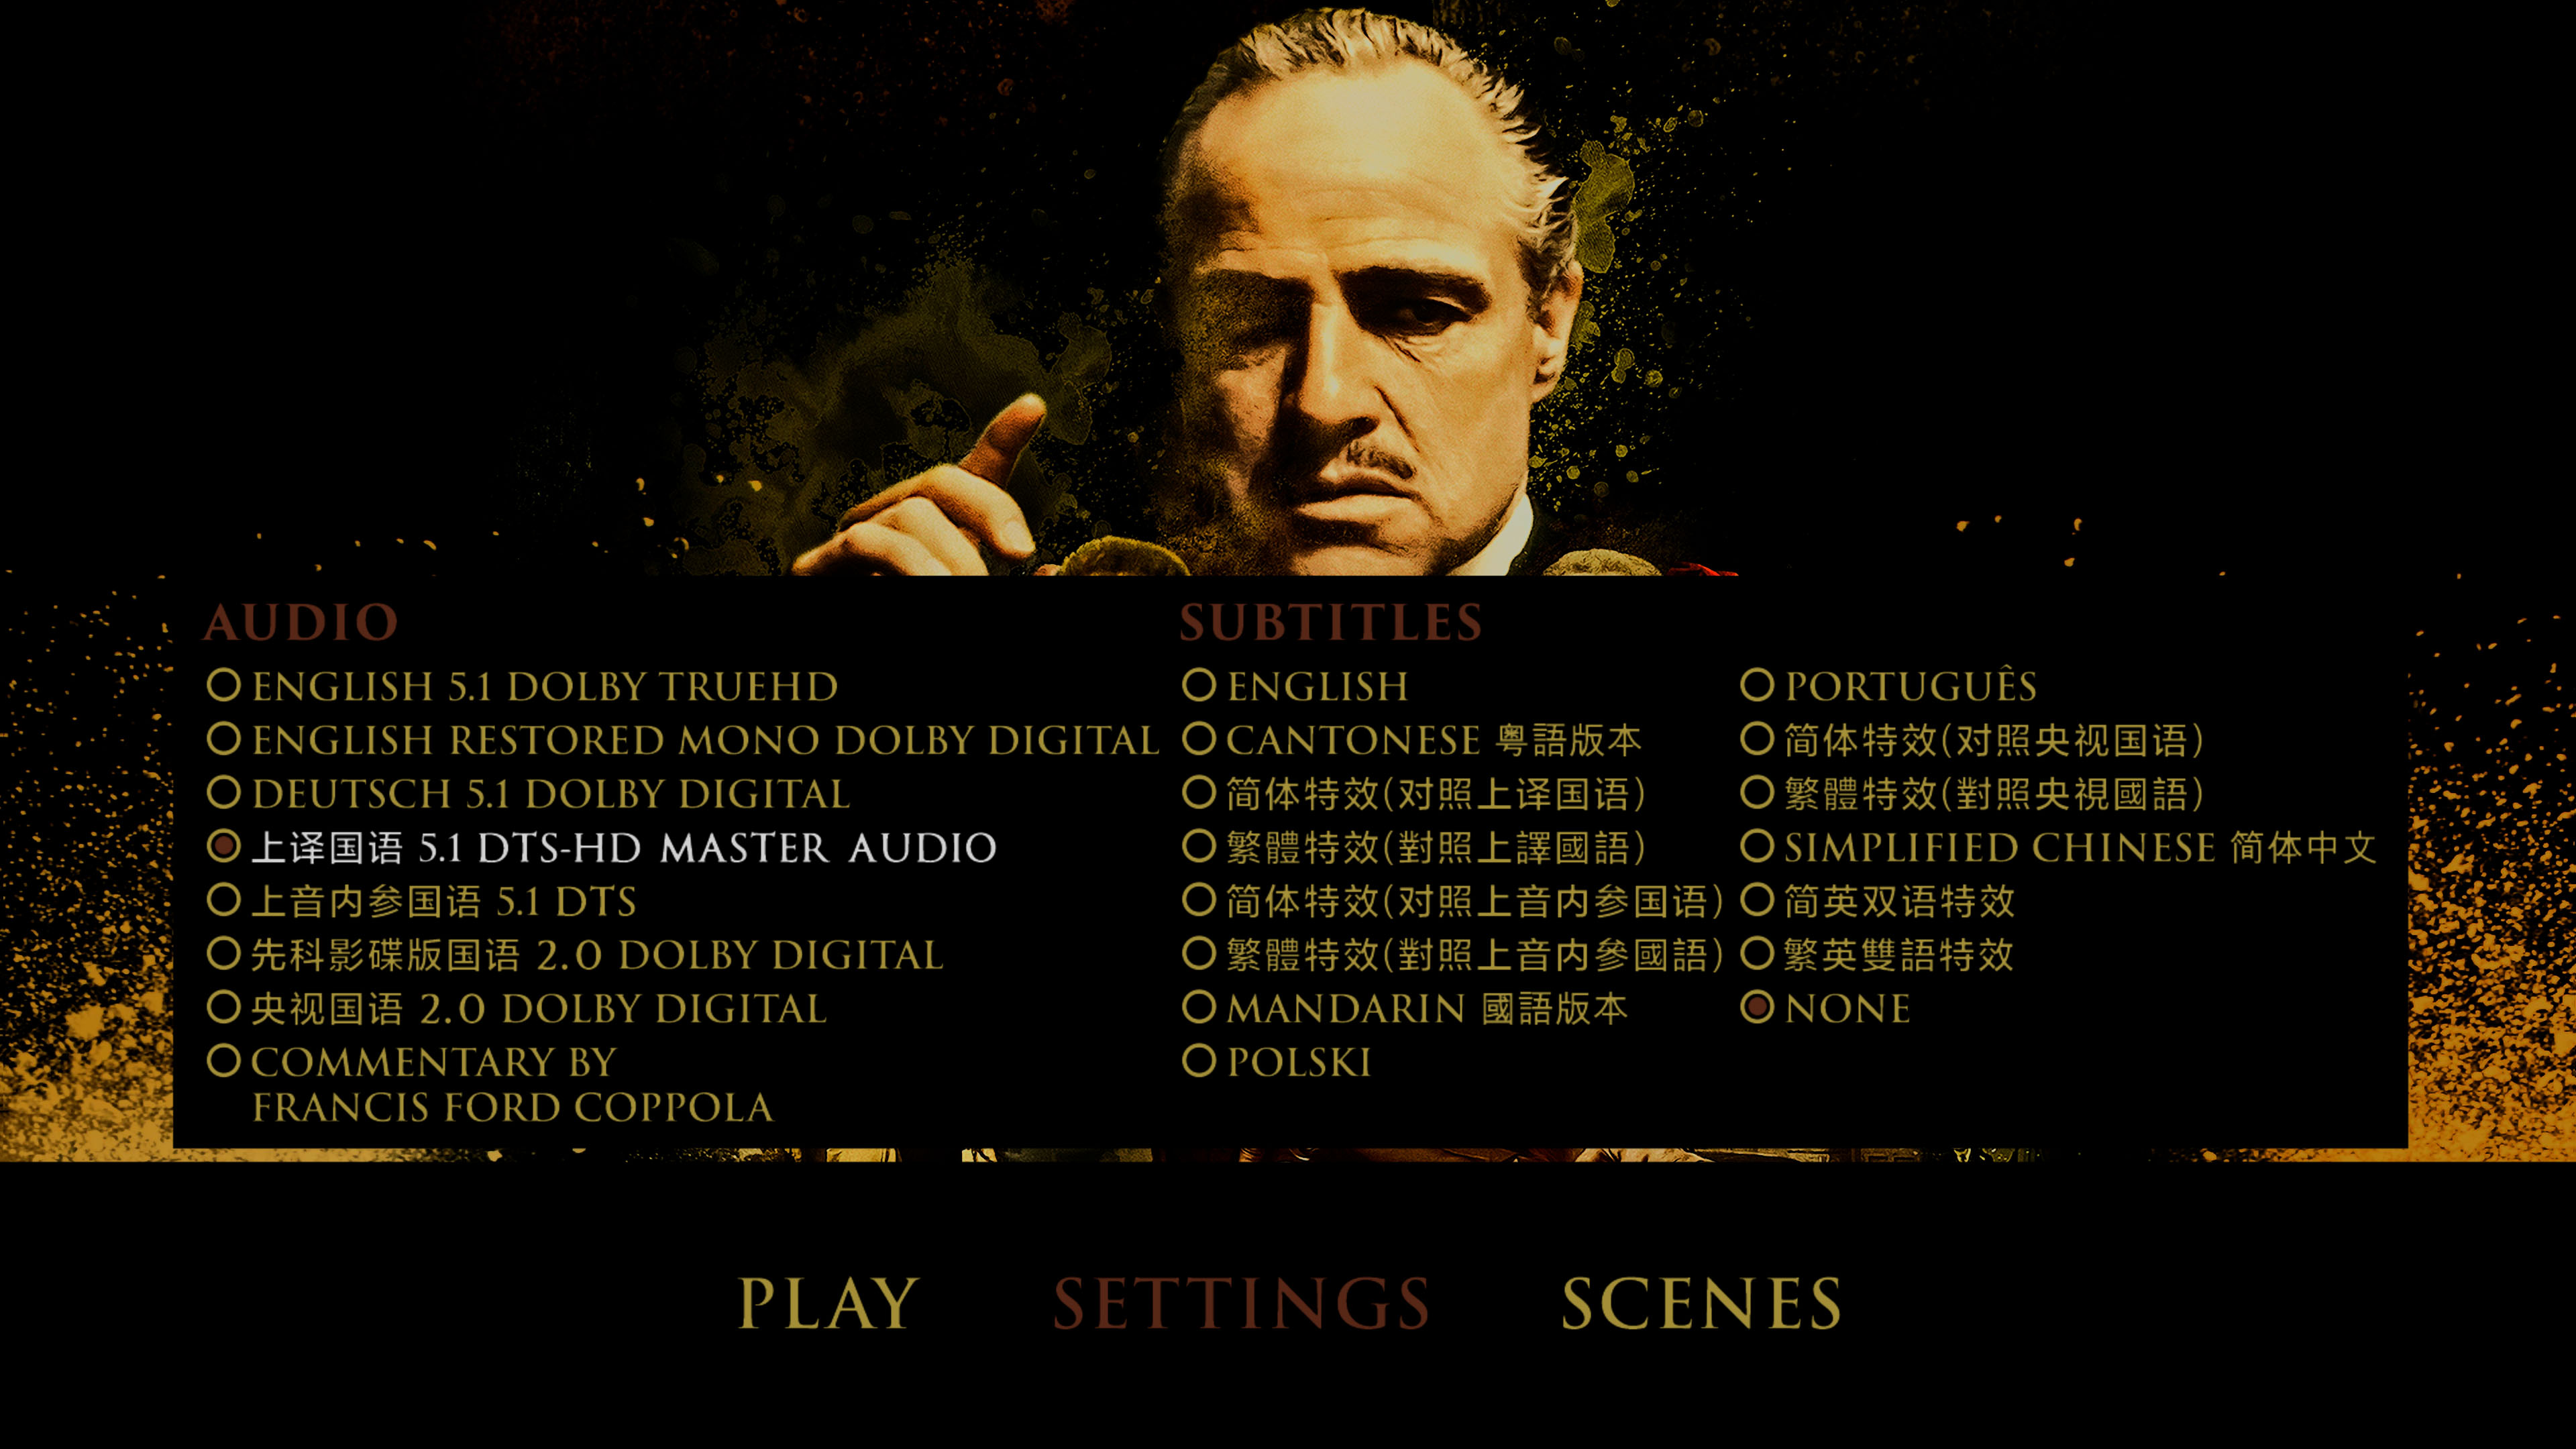 AUDIO
ENGLISH 5.1 DOLBY TRUEHD
ENGLISH RESTORED MONO DOLBY DIGITAL
DEUTSCH 5.1 DOLBY DIGITAL
上译国语 5.1 DTS-HD MASTER AUDIO
上音内参国语 5.1 DTS
先科影碟版国语 2.0 DOLBY DIGITAL
央视国语 2.0 DOLBY DIGITAL
COMMENTARY BY
FRANCIS FORD COPPOLA
SUBTITLES
ENGLISH
CANTONESE 粵語版本
简体特效(对照上译国语)
繁體特效(對照上譯國語)
简体特效(对照上音内参国语)
繁體特效(對照上音内參國語)
MANDARIN 國語版本
POLSKI
PORTUGUÊS
简体特效(对照央视国语)
繁體特效(對照央視國語)
SIMPLIFIED CHINESE 简体中文
简英双语特效
繁英雙語特效
NONE
PLAY
SETTINGS
SCENES